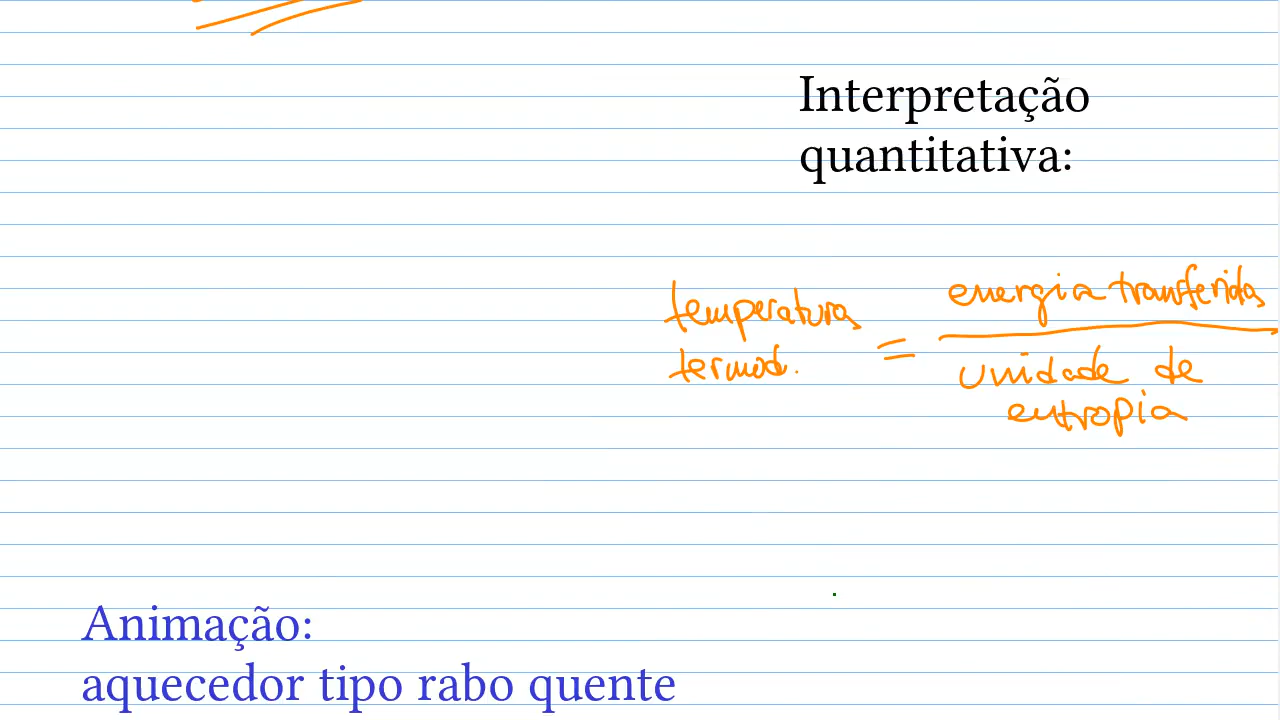 Interpretação
quantitativa:
temperatura
termod.
=
energia transferida
unidade de
entropia
Animação:
aquecedor tipo rabo quente